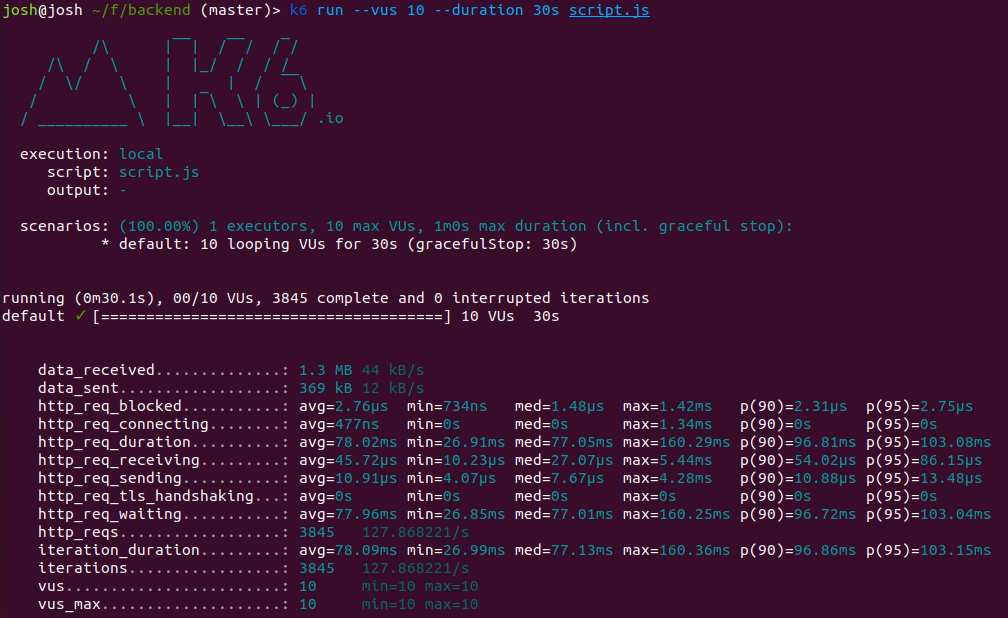 josh@josh ~/f/backend (master)> k6 run --vus 10 --duration 30s script.js
K6 .io
execution: local
script: script.js
output: -
scenarios: (100.00%) 1 executors, 10 max VUs, 1m0s max duration (incl. graceful stop):
* default: 10 looping VUs for 30s (gracefulStop: 30s)
running (0m30.1s), 00/10 VUs, 3845 complete and 0 interrupted iterations
default ✓ [======================================] 10 VUs  30s
data_received..............: 1.3 MB 44 kB/s
data_sent..................: 369 kB 12 kB/s
http_req_blocked...........: avg=2.76µs  min=734ns   med=1.48µs  max=1.42ms   p(90)=2.31µs  p(95)=2.75µs
http_req_connecting........: avg=477ns   min=0s      med=0s      max=1.34ms   p(90)=0s      p(95)=0s
http_req_duration..........: avg=78.02ms min=26.91ms med=77.05ms max=160.29ms p(90)=96.81ms p(95)=103.08ms
http_req_receiving.........: avg=45.72µs min=10.23µs med=27.07µs max=5.44ms   p(90)=54.02µs p(95)=86.15µs
http_req_sending...........: avg=10.91µs min=4.07µs  med=7.67µs  max=4.28ms   p(90)=10.88µs p(95)=13.48µs
http_req_tls_handshaking...: avg=0s      min=0s      med=0s      max=0s       p(90)=0s      p(95)=0s
http_req_waiting...........: avg=77.96ms min=26.85ms med=77.01ms max=160.25ms p(90)=96.72ms p(95)=103.04ms
http_reqs..................: 3845   127.868221/s
iteration_duration.........: avg=78.09ms min=26.99ms med=77.13ms max=160.36ms p(90)=96.86ms p(95)=103.15ms
iterations.................: 3845   127.868221/s
vus........................: 10     min=10 max=10
vus_max....................: 10     min=10 max=10